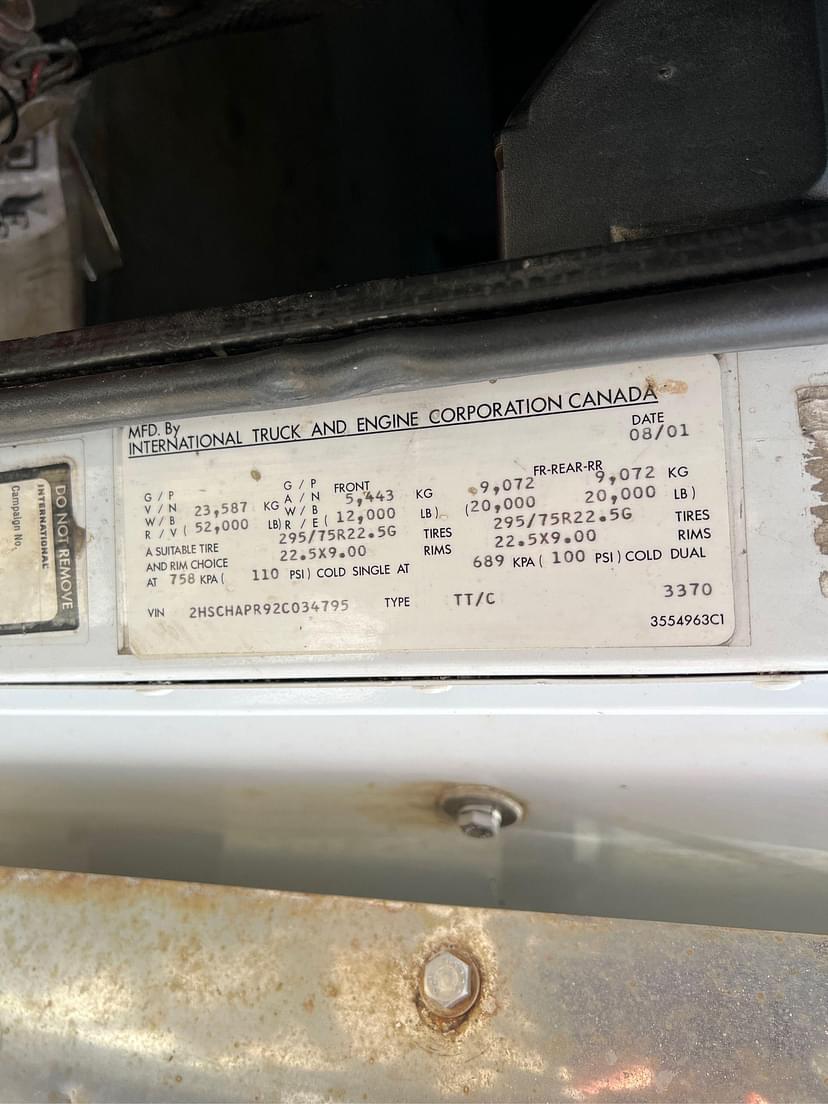 MFD. By
INTERNATIONAL TRUCK AND ENGINE CORPORATION CANADA
DATE
08/01
G / P
V / N 23,587 KG
W / B
R / V ( 52,000 LB)
G / P FRONT
A / N 5,443 KG
W / B
R / E ( 12,000 LB)
FR-REAR-RR
9,072 9,072 KG
(20,000 20,000 LB)
A SUITABLE TIRE 295/75R22.5G TIRES 295/75R22.5G TIRES
AND RIM CHOICE 22.5X9.00 RIMS 22.5X9.00 RIMS
AT 758 KPA( 110 PSI) COLD SINGLE AT 689 KPA( 100 PSI) COLD DUAL
VIN 2HSCHAPR92C034795 TYPE TT/C 3370
3554963C1
DO NOT REMOVE
INTERNATIONAL
Campaign No.